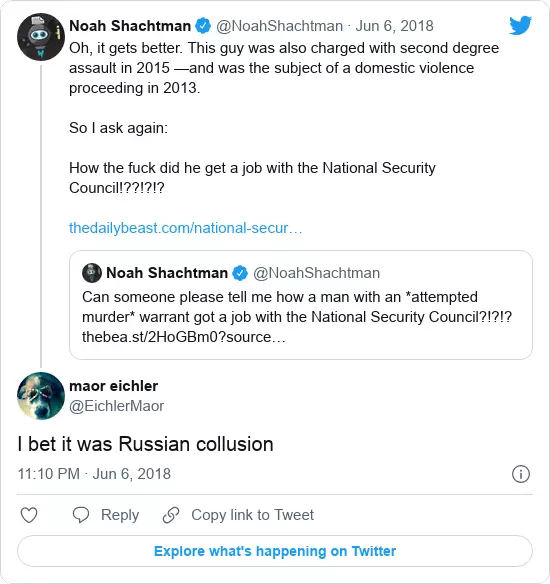 Noah Shachtman @NoahShachtman · Jun 6, 2018
Oh, it gets better. This guy was also charged with second degree
assault in 2015 —and was the subject of a domestic violence
proceeding in 2013.
So I ask again:
How the fuck did he get a job with the National Security
Council!??!?!?
thedailybeast.com/national-secur…
Noah Shachtman @NoahShachtman
Can someone please tell me how a man with an *attempted
murder* warrant got a job with the National Security Council?!?!?
thebea.st/2HoGBm0?source…
maor eichler
@EichlerMaor
I bet it was Russian collusion
11:10 PM · Jun 6, 2018
Reply Copy link to Tweet
Explore what's happening on Twitter